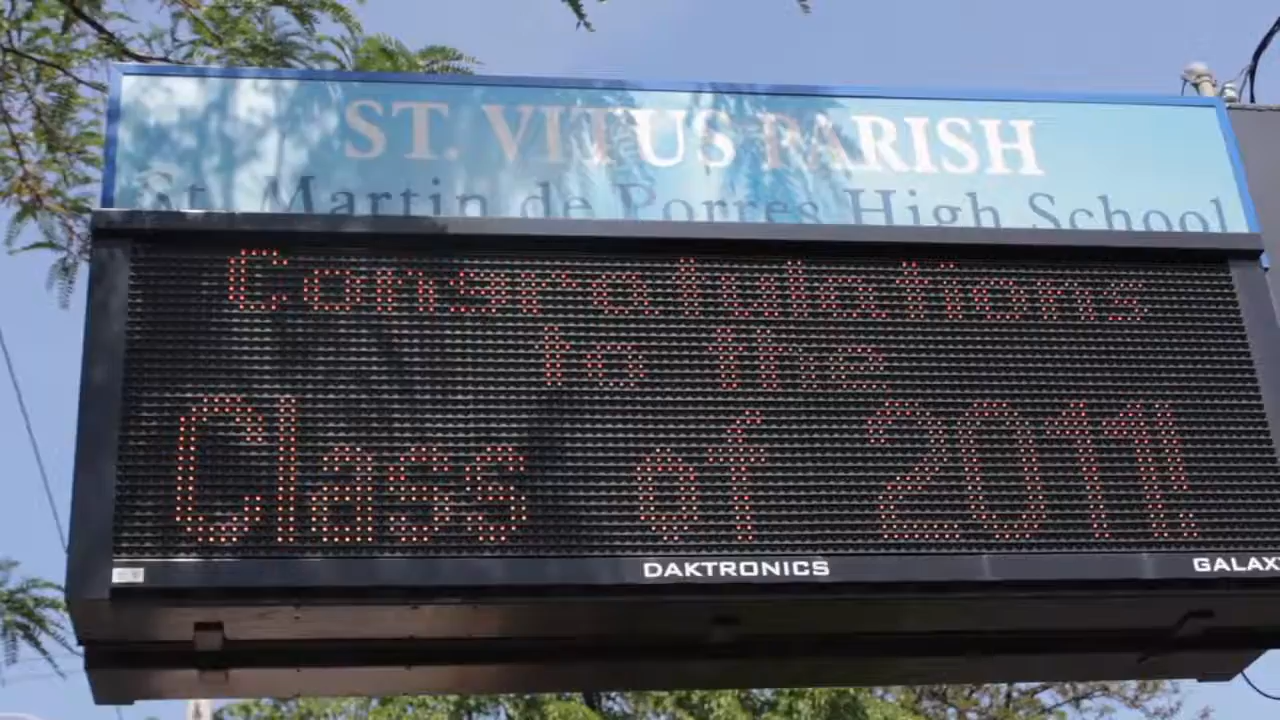 ST. VITUS PARISH
St. Martin de Porres High School
Congratulations
to the
Class of 2011!
DAKTRONICS
GALAX